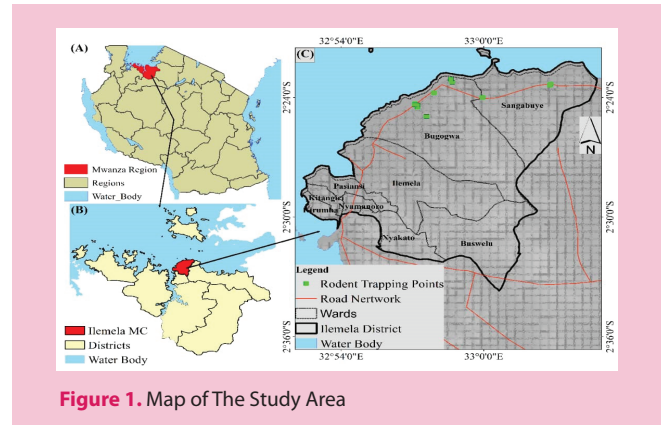 (A)
Mwanza Region
Regions
Water_Body
(B)
Ilemela MC
Districts
Water Body
(C)
32°54'0"E 33°0'0"E
2°24'0"S 2°24'0"S
Sangabuye
Bugogwa
N
Ilemela
Pasiansi
Kitangiri
Nyamanoro
Kirumba
2°30'0"S 2°30'0"S
Nyakato
Buswelu
Legend
Rodent Trapping Points
Road Nertwork
Wards
Ilemela District
Water Body
2°36'0"S 2°36'0"S
32°54'0"E 33°0'0"E
Figure 1. Map of The Study Area